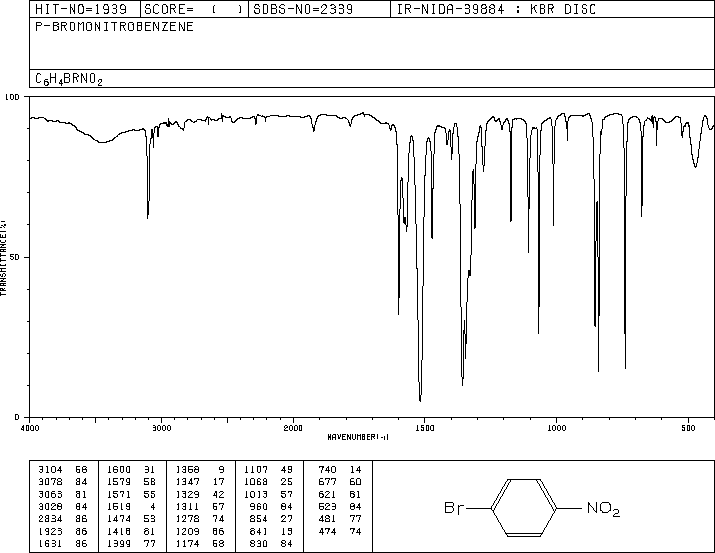 HIT-NO=1939 SCORE= ( ) SDBS-NO=2339 IR-NIDA-39884 : KBR DISC
P-BROMONITROBENZENE
C6H4BRNO2
100
TRANSMITTANCE(%)
50
0
4000 3000 2000 1500 1000 500
WAVENUMBER(-1)
3104 68 1600 31 1358 9 1107 49 740 14
3078 84 1579 58 1347 17 1068 25 677 60
3063 81 1571 55 1329 42 1013 57 621 81
3028 84 1519 4 1311 57 960 84 523 84
2834 86 1474 53 1278 74 854 27 481 77
1923 86 1418 81 1209 86 841 13 474 74
1631 86 1399 77 1174 58 830 84
Br NO2